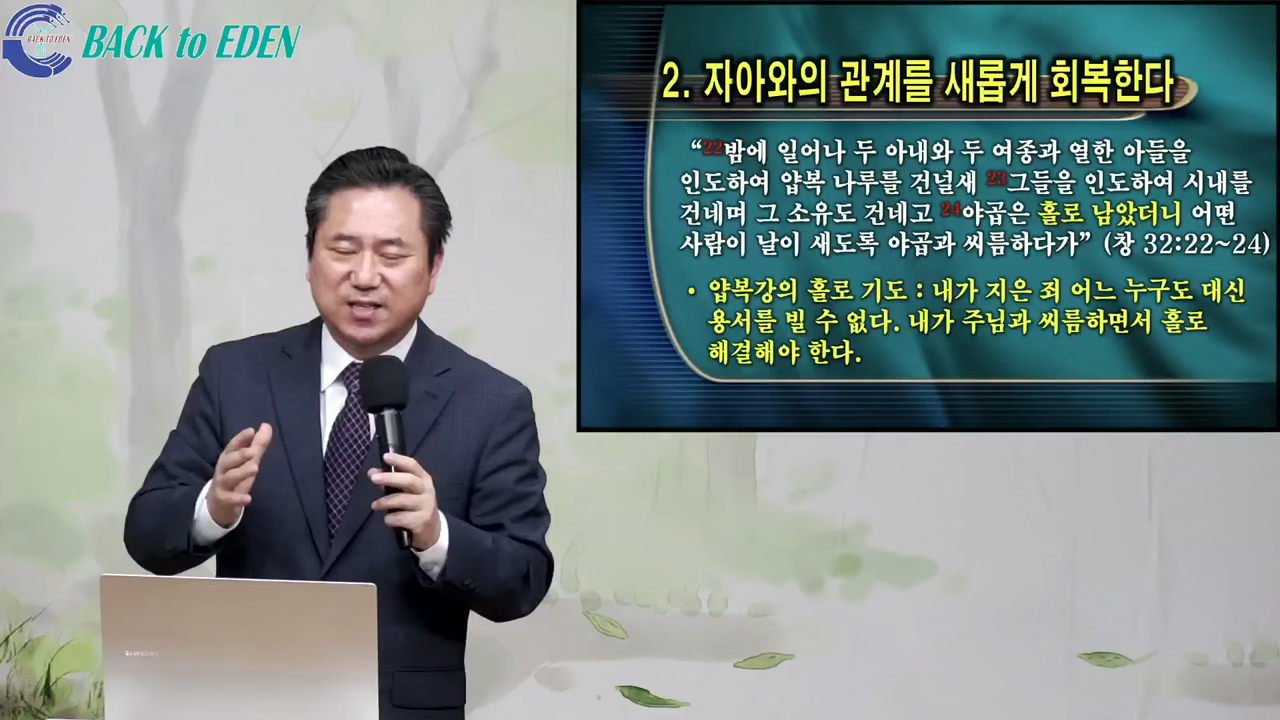 BACK TO EDEN
BACK to EDEN
2. 자아와의 관계를 새롭게 회복한다
“22밤에 일어나 두 아내와 두 여종과 열한 아들을
인도하여 얍복 나루를 건널새 23그들을 인도하여 시내를
건네며 그 소유도 건네고 24야곱은 홀로 남았더니 어떤
사람이 날이 새도록 야곱과 씨름하다가” (창 32:22~24)
• 얍복강의 홀로 기도 : 내가 지은 죄 어느 누구도 대신
용서를 빌 수 없다. 내가 주님과 씨름하면서 홀로
해결해야 한다.